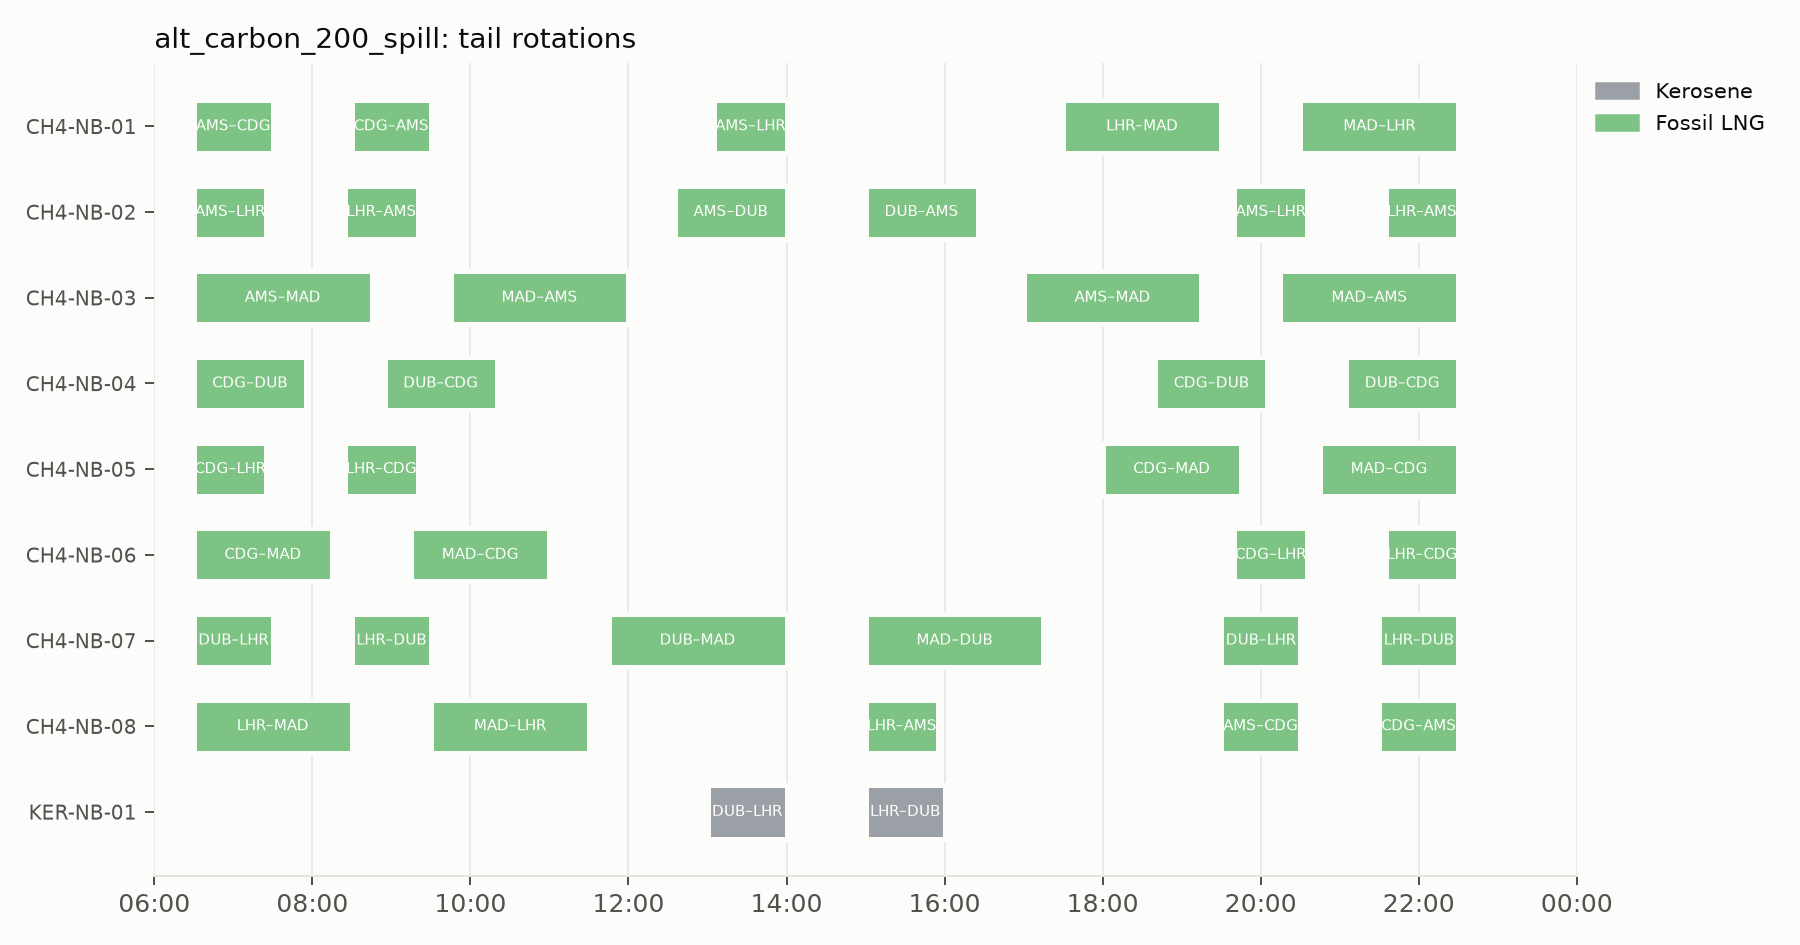 alt_carbon_200_spill: tail rotations
Kerosene
Fossil LNG
CH4-NB-01
AMS–CDG
CDG–AMS
AMS–LHR
LHR–MAD
MAD–LHR
CH4-NB-02
AMS–LHR
LHR–AMS
AMS–DUB
DUB–AMS
AMS–LHR
LHR–AMS
CH4-NB-03
AMS–MAD
MAD–AMS
AMS–MAD
MAD–AMS
CH4-NB-04
CDG–DUB
DUB–CDG
CDG–DUB
DUB–CDG
CH4-NB-05
CDG–LHR
LHR–CDG
CDG–MAD
MAD–CDG
CH4-NB-06
CDG–MAD
MAD–CDG
CDG–LHR
LHR–CDG
CH4-NB-07
DUB–LHR
LHR–DUB
DUB–MAD
MAD–DUB
DUB–LHR
LHR–DUB
CH4-NB-08
LHR–MAD
MAD–LHR
LHR–AMS
AMS–CDG
CDG–AMS
KER-NB-01
DUB–LHR
LHR–DUB
06:00
08:00
10:00
12:00
14:00
16:00
18:00
20:00
22:00
00:00